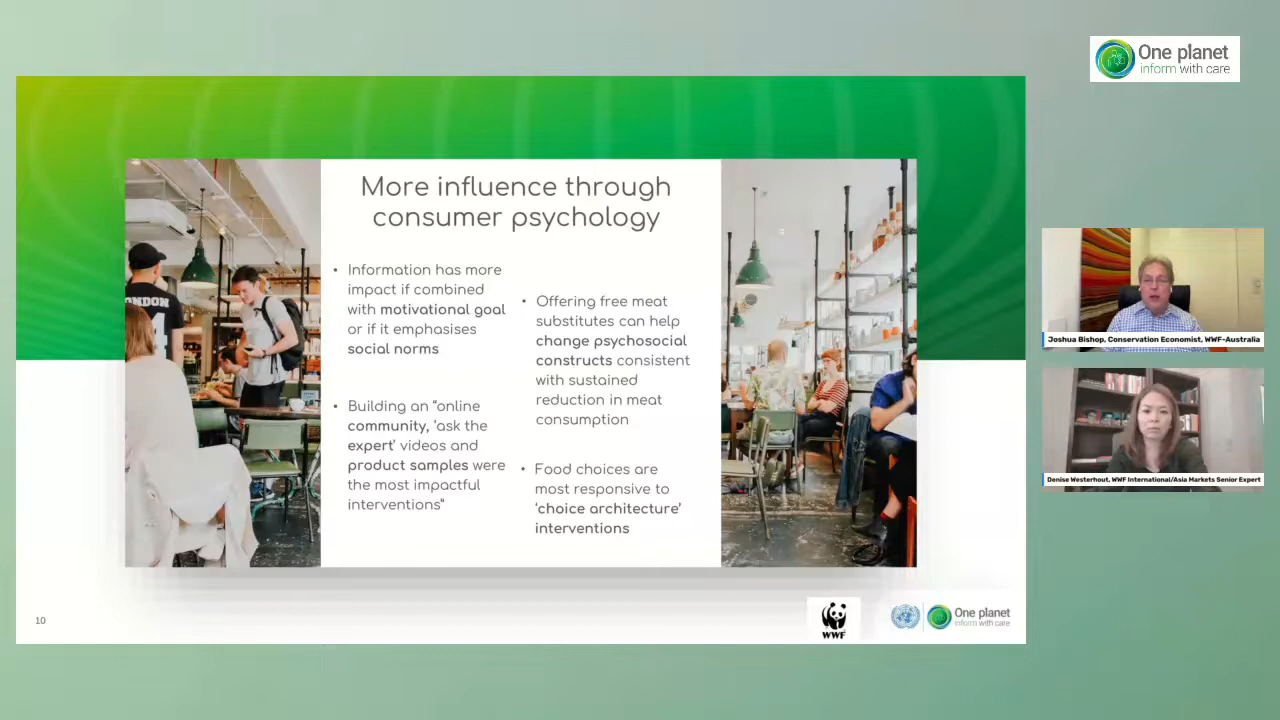 One planet
inform with care
More influence through
consumer psychology
• Information has more
impact if combined
with motivational goal
or if it emphasises
social norms
• Building an “online
community, ‘ask the
expert’ videos and
product samples were
the most impactful
interventions”
• Offering free meat
substitutes can help
change psychosocial
constructs consistent
with sustained
reduction in meat
consumption
• Food choices are
most responsive to
‘choice architecture’
interventions
ONDON
Joshua Bishop, Conservation Economist, WWF-Australia
Denise Westerhout, WWF International/Asia Markets Senior Expert
10
WWF
One planet
inform with care